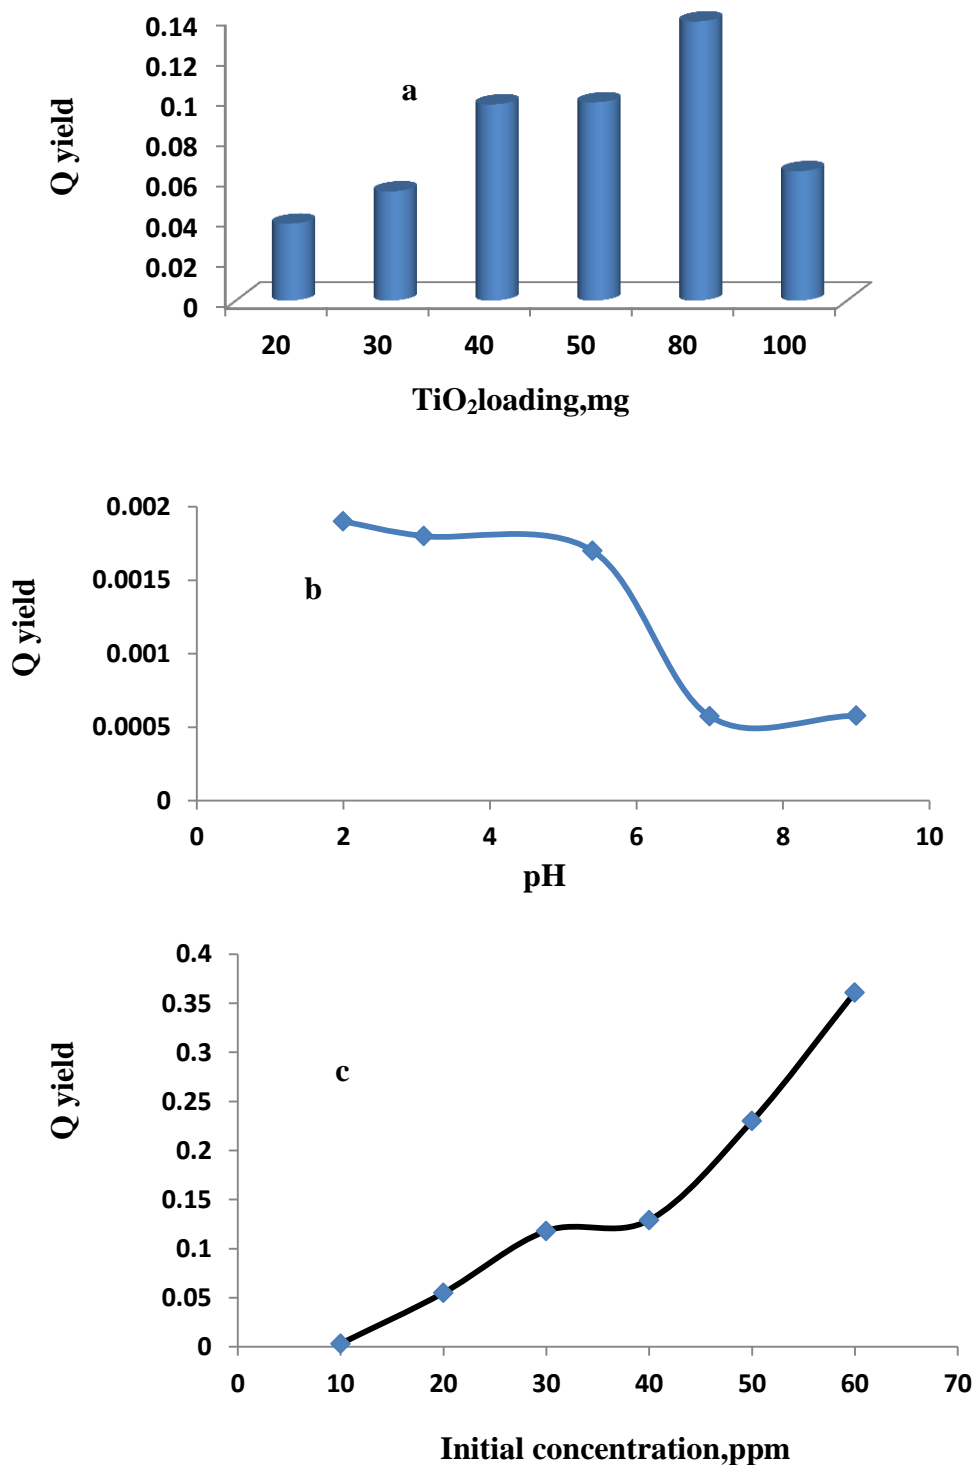 0.14
0.12
0.1
0.08
0.06
0.04
0.02
0
Q yield
a
20 30 40 50 80 100
TiO₂loading,mg
0.002
0.0015
0.001
0.0005
0
Q yield
b
0 2 4 6 8 10
pH
0.4
0.35
0.3
0.25
0.2
0.15
0.1
0.05
0
Q yield
c
0 10 20 30 40 50 60 70
Initial concentration,ppm